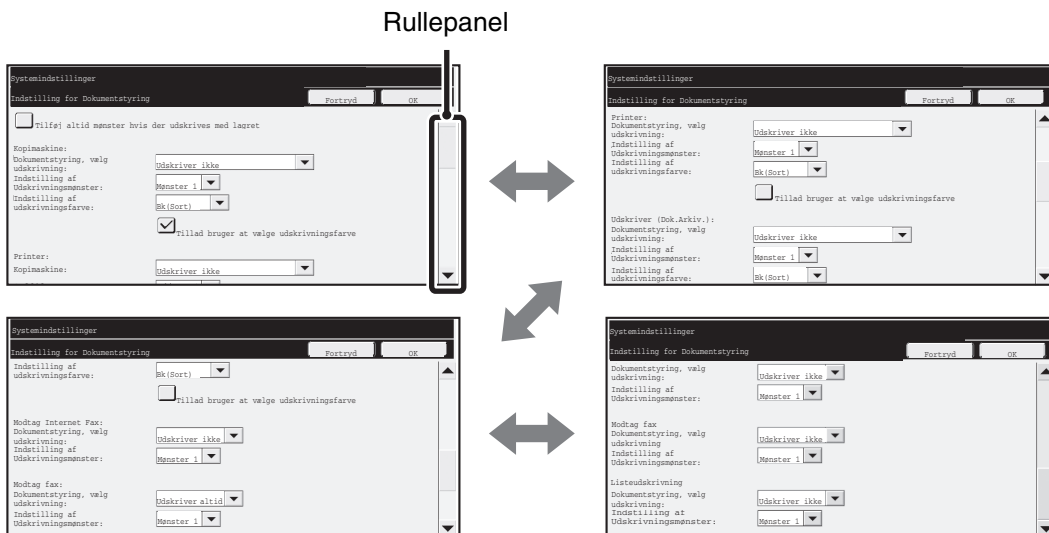 Rullepanel
Systemindstillinger
Indstilling for Dokumentstyring
Fortryd
OK
Tilføj altid mønster hvis der udskrives med lagret
Kopimaskine:
Dokumentstyring, vælg
udskrivning:
Udskriver ikke
Indstilling af
Udskrivningsmønster:
Mønster 1
Indstilling af
udskrivningsfarve:
Bk(Sort)
Tillad bruger at vælge udskrivningsfarve
Printer:
Kopimaskine:
Udskriver ikke
Systemindstillinger
Indstilling for Dokumentstyring
Fortryd
OK
Printer:
Dokumentstyring, vælg
udskrivning:
Udskriver ikke
Indstilling af
Udskrivningsmønster:
Mønster 1
Indstilling af
udskrivningsfarve:
Bk(Sort)
Tillad bruger at vælge udskrivningsfarve
Udskriver (Dok.Arkiv.):
Dokumentstyring, vælg
udskrivning:
Udskriver ikke
Indstilling af
Udskrivningsmønster:
Mønster 1
Indstilling af
udskrivningsfarve:
Bk(Sort)
Systemindstillinger
Indstilling for Dokumentstyring
Fortryd
OK
Indstilling af
udskrivningsfarve:
Bk(Sort)
Tillad bruger at vælge udskrivningsfarve
Modtag Internet Fax:
Dokumentstyring, vælg
udskrivning:
Udskriver ikke
Indstilling af
Udskrivningsmønster:
Mønster 1
Modtag fax:
Dokumentstyring, vælg
udskrivning:
Udskriver altid
Indstilling af
Udskrivningsmønster:
Mønster 1
Systemindstillinger
Indstilling for Dokumentstyring
Fortryd
OK
Dokumentstyring, vælg
udskrivning:
Udskriver ikke
Indstilling af
Udskrivningsmønster:
Mønster 1
Modtag fax
Dokumentstyring, vælg
udskrivning
Udskriver ikke
Indstilling af
Udskrivningsmønster:
Mønster 1
Listeudskrivning
Dokumentstyring, vælg
udskrivning:
Udskriver ikke
Indstilling af
Udskrivningsmønster:
Mønster 1